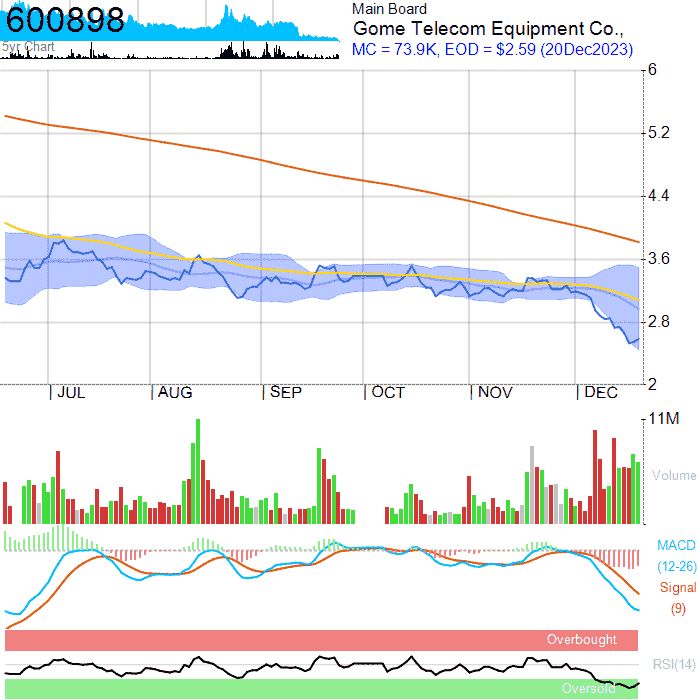 600898
5yr Chart
Main Board
Gome Telecom Equipment Co.,
MC = 73.9K, EOD = $2.59 (20Dec2023)
6
5.2
4.4
3.6
2.8
2
JUL AUG SEP OCT NOV DEC
11M
Volume
MACD
(12-26)
Signal
(9)
Overbought
RSI(14)
Oversold